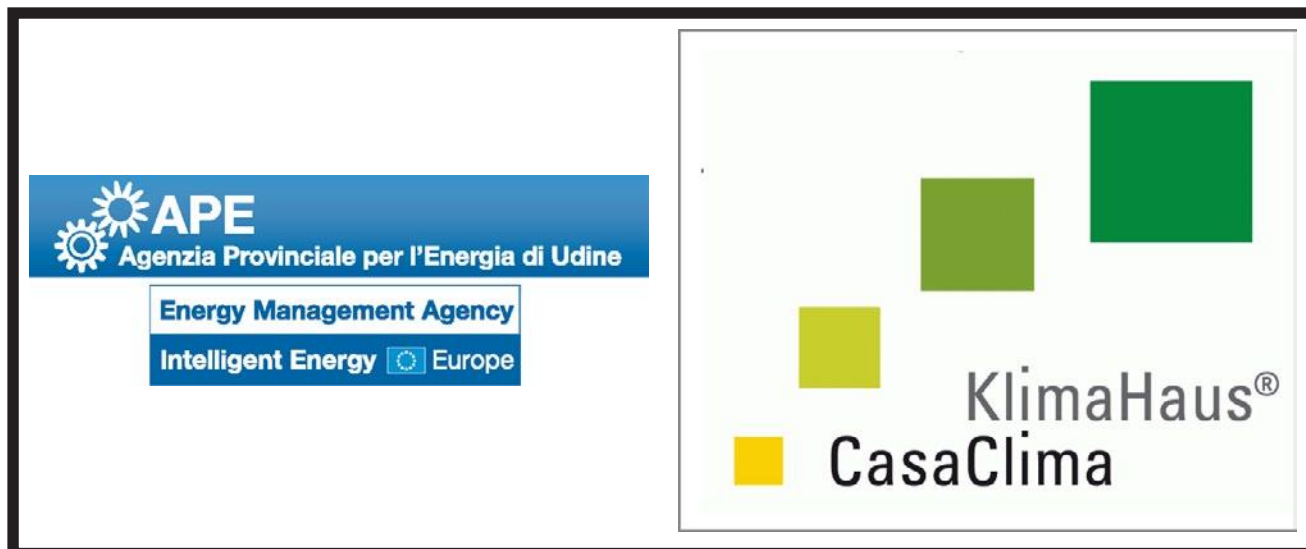 APE
Agenzia Provinciale per l'Energia di Udine
Energy Management Agency
Intelligent Energy Europe
KlimaHaus®
CasaClima